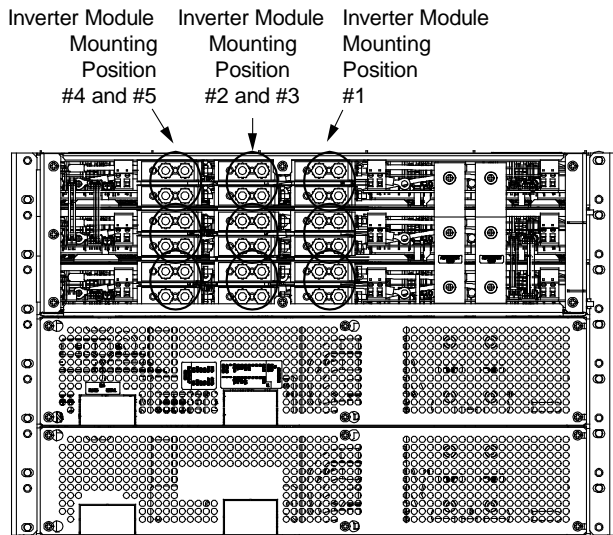 Inverter Module
Mounting
Position
#4 and #5
Inverter Module
Mounting
Position
#2 and #3
Inverter Module
Mounting
Position
#1